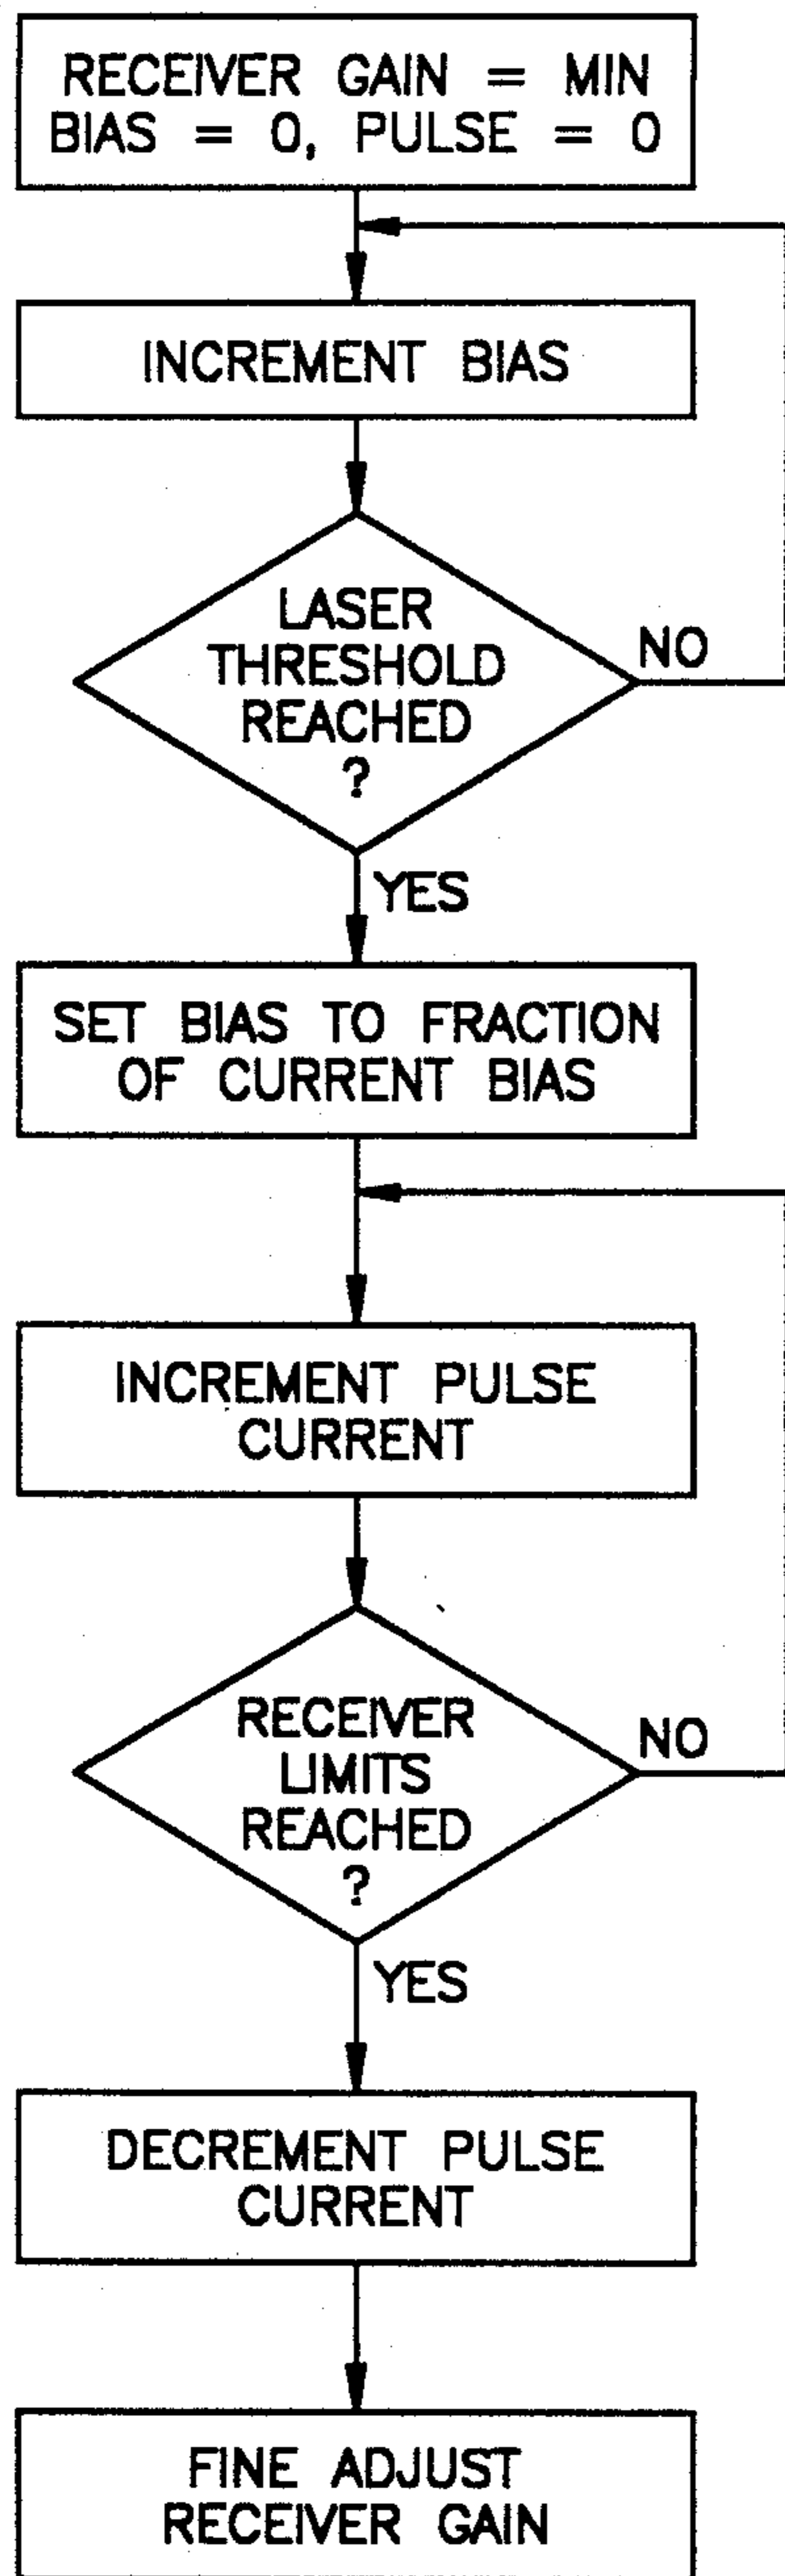 RECEIVER GAIN = MIN
BIAS = 0, PULSE = 0
INCREMENT BIAS
LASER
THRESHOLD
REACHED
?
NO
YES
SET BIAS TO FRACTION
OF CURRENT BIAS
INCREMENT PULSE
CURRENT
RECEIVER
LIMITS
REACHED
?
NO
YES
DECREMENT PULSE
CURRENT
FINE ADJUST
RECEIVER GAIN